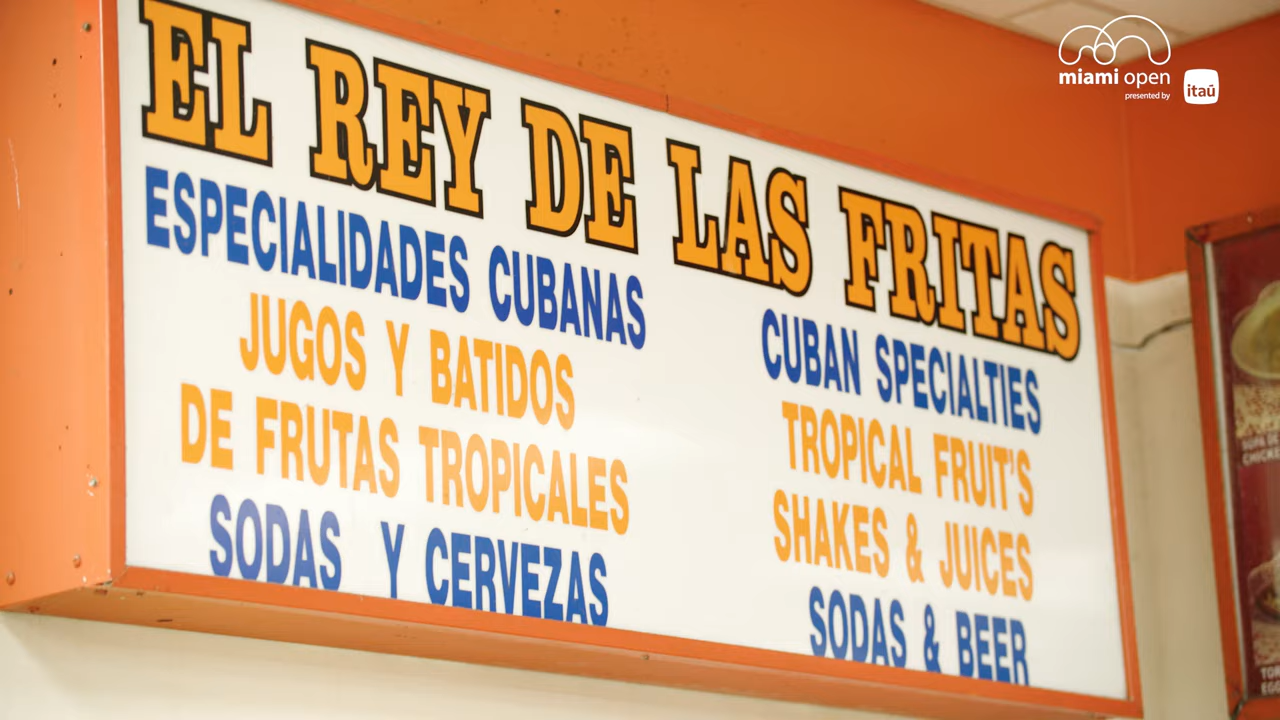 miami open
presented by itaú
EL REY DE LAS FRITAS
ESPECIALIDADES CUBANAS
JUGOS Y BATIDOS
DE FRUTAS TROPICALES
SODAS Y CERVEZAS
CUBAN SPECIALTIES
TROPICAL FRUIT'S
SHAKES & JUICES
SODAS & BEER